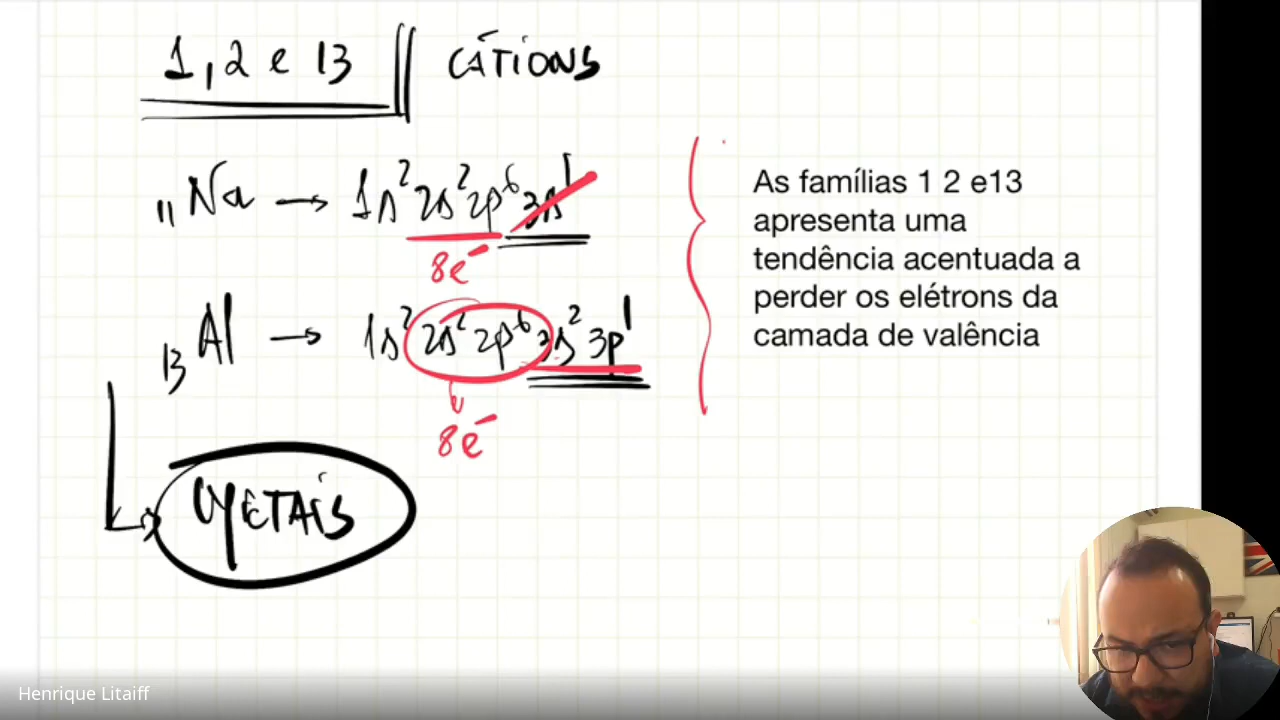 1, 2 e 13 || CÁTIONS
₁₁Na → 1s² 2s² 2p⁶ 3s¹
8e⁻
₁₃Al → 1s² 2s² 2p⁶ 3s² 3p¹
8e⁻
METAIS
As famílias 1 2 e13
apresenta uma
tendência acentuada a
perder os elétrons da
camada de valência
Henrique Litaiff